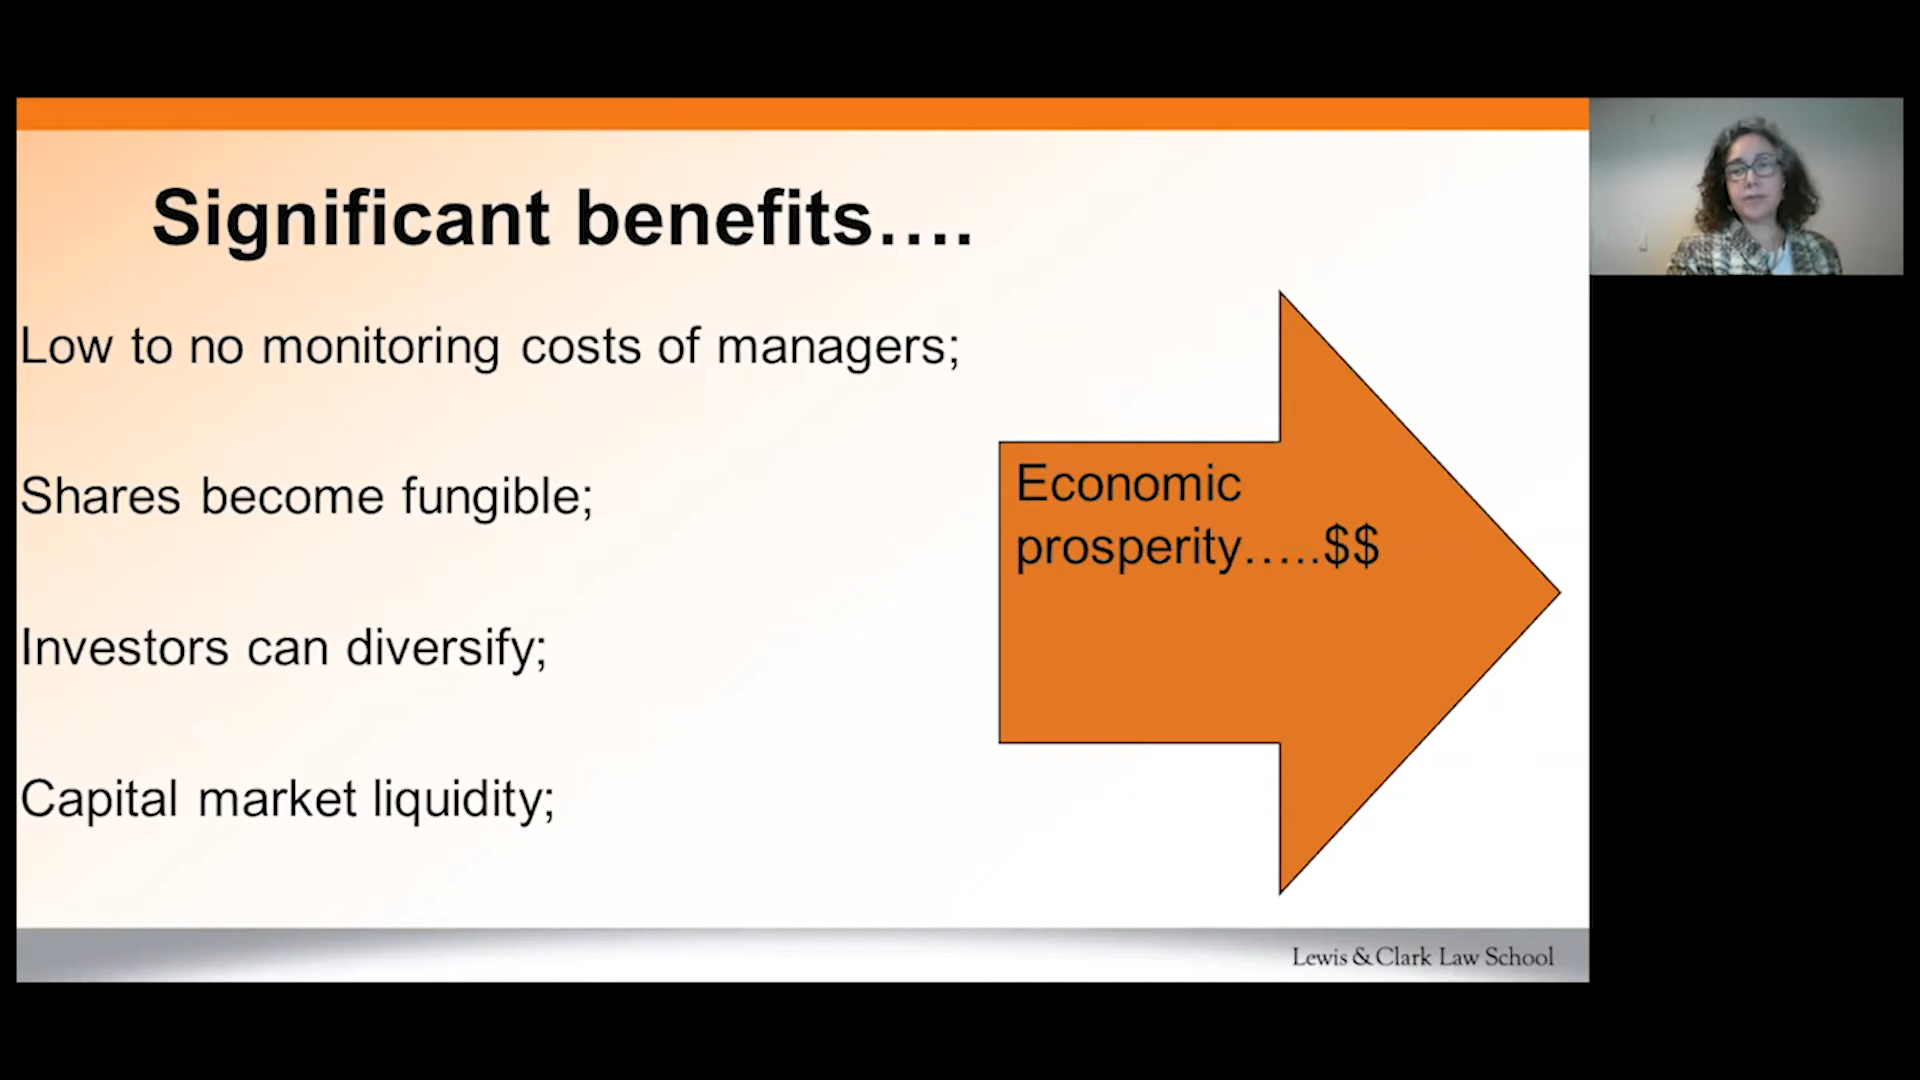 Significant benefits….
Low to no monitoring costs of managers;
Shares become fungible;
Investors can diversify;
Capital market liquidity;
Economic
prosperity…..$$
Lewis & Clark Law School